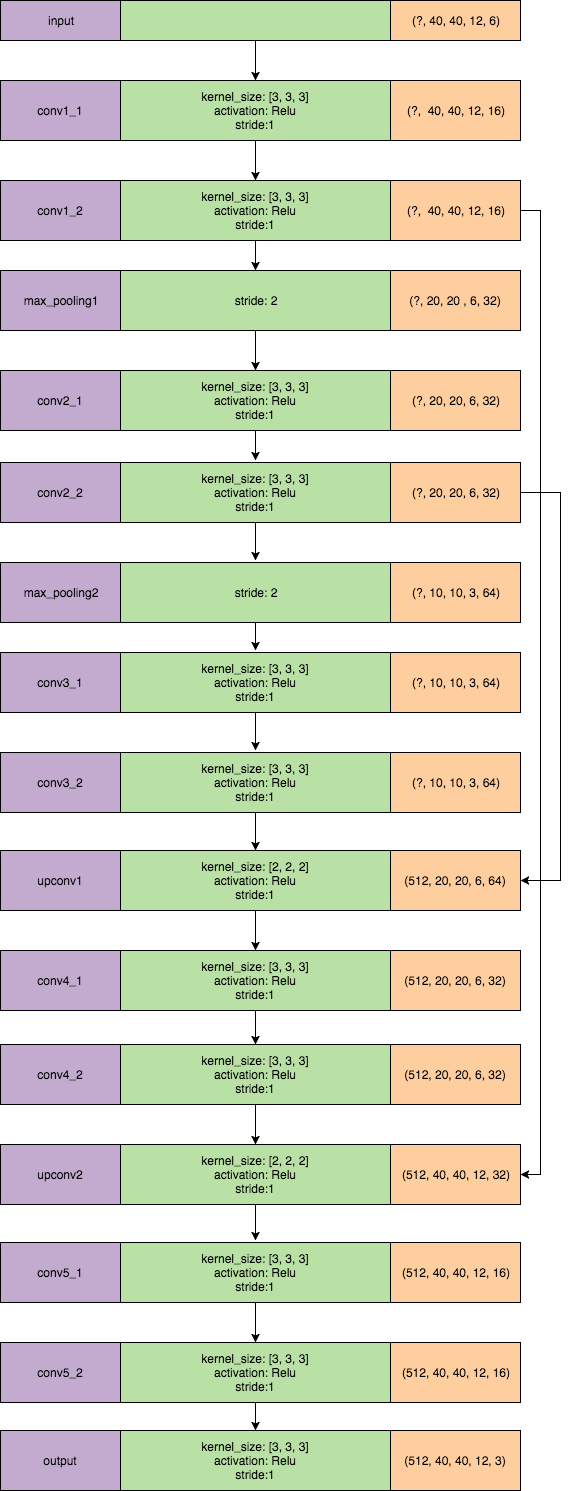 input
(?, 40, 40, 12, 6)
conv1_1
kernel_size: [3, 3, 3]
activation: Relu
stride:1
(?,  40, 40, 12, 16)
conv1_2
kernel_size: [3, 3, 3]
activation: Relu
stride:1
(?,  40, 40, 12, 16)
max_pooling1
stride: 2
(?, 20, 20 , 6, 32)
conv2_1
kernel_size: [3, 3, 3]
activation: Relu
stride:1
(?, 20, 20, 6, 32)
conv2_2
kernel_size: [3, 3, 3]
activation: Relu
stride:1
(?, 20, 20, 6, 32)
max_pooling2
stride: 2
(?, 10, 10, 3, 64)
conv3_1
kernel_size: [3, 3, 3]
activation: Relu
stride:1
(?, 10, 10, 3, 64)
conv3_2
kernel_size: [3, 3, 3]
activation: Relu
stride:1
(?, 10, 10, 3, 64)
upconv1
kernel_size: [2, 2, 2]
activation: Relu
stride:1
(512, 20, 20, 6, 64)
conv4_1
kernel_size: [3, 3, 3]
activation: Relu
stride:1
(512, 20, 20, 6, 32)
conv4_2
kernel_size: [3, 3, 3]
activation: Relu
stride:1
(512, 20, 20, 6, 32)
upconv2
kernel_size: [2, 2, 2]
activation: Relu
stride:1
(512, 40, 40, 12, 32)
conv5_1
kernel_size: [3, 3, 3]
activation: Relu
stride:1
(512, 40, 40, 12, 16)
conv5_2
kernel_size: [3, 3, 3]
activation: Relu
stride:1
(512, 40, 40, 12, 16)
output
kernel_size: [3, 3, 3]
activation: Relu
stride:1
(512, 40, 40, 12, 3)